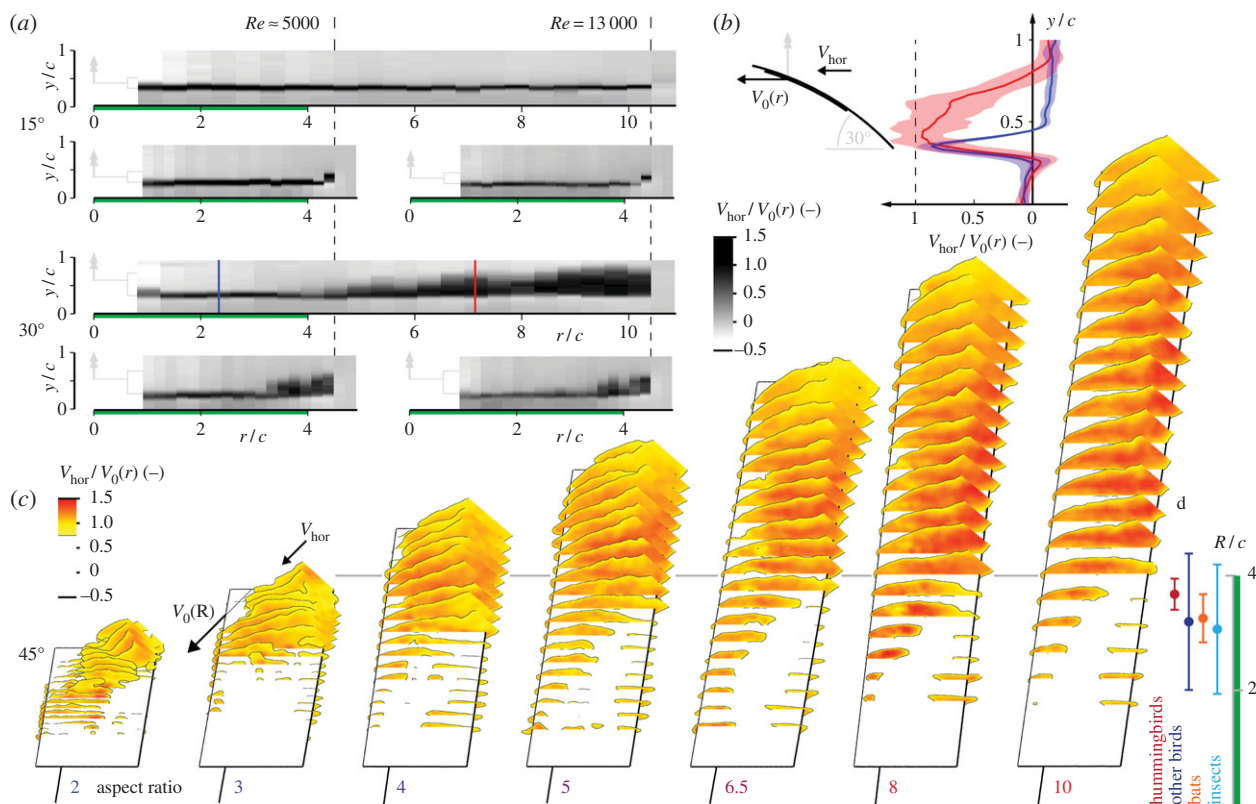 (a)
Re ≈ 5000
Re = 13 000
y / c
1
0
0 2 4 6 8 10
15°
y / c
1
0
0 2 4
0 2 4
y / c
1
0
0 2 4 6 8 r / c 10
30°
y / c
1
0
0 2 4
0 2 4
r / c
r / c
(b)
y / c
V_hor
V_0(r)
30°
1
0.5
1 0.5 0
V_hor / V_0(r) (–)
V_hor / V_0(r) (–)
1.5
1.0
0.5
0
–0.5
(c)
V_hor / V_0(r) (–)
1.5
1.0
0.5
0
–0.5
V_hor
V_0(R)
45°
2 aspect ratio 3 4 5 6.5 8 10
d
R / c
4
2
0
hummingbirds
other birds
bats
insects